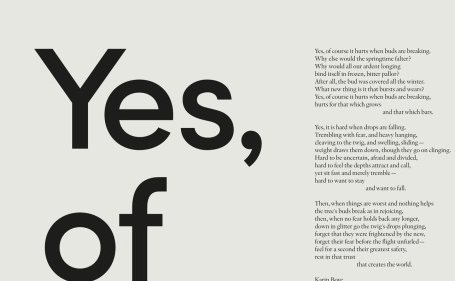 Yes,
of
Yes, of course it hurts when buds are breaking.
Why else would the springtime falter?
Why would all our ardent longing
bind itself in frozen, bitter pallor?
After all, the bud was covered all the winter.
What new thing is it that bursts and wears?
Yes, of course it hurts when buds are breaking,
hurts for that which grows
and that which bars.
Yes, it is hard when drops are falling.
Trembling with fear, and heavy hanging,
cleaving to the twig, and swelling, sliding –
weight draws them down, though they go on clinging.
Hard to be uncertain, afraid and divided,
hard to feel the depths attract and call,
yet sit fast and merely tremble –
hard to want to stay
and want to fall.
Then, when things are worst and nothing helps
the tree's buds break as in rejoicing,
then, when no fear holds back any longer,
down in glitter go the twig's drops plunging,
forget that they were frightened by the new,
forget their fear before the flight unfurled –
feel for a second their greatest safety,
rest in that trust
that creates the world.
Karin Boye